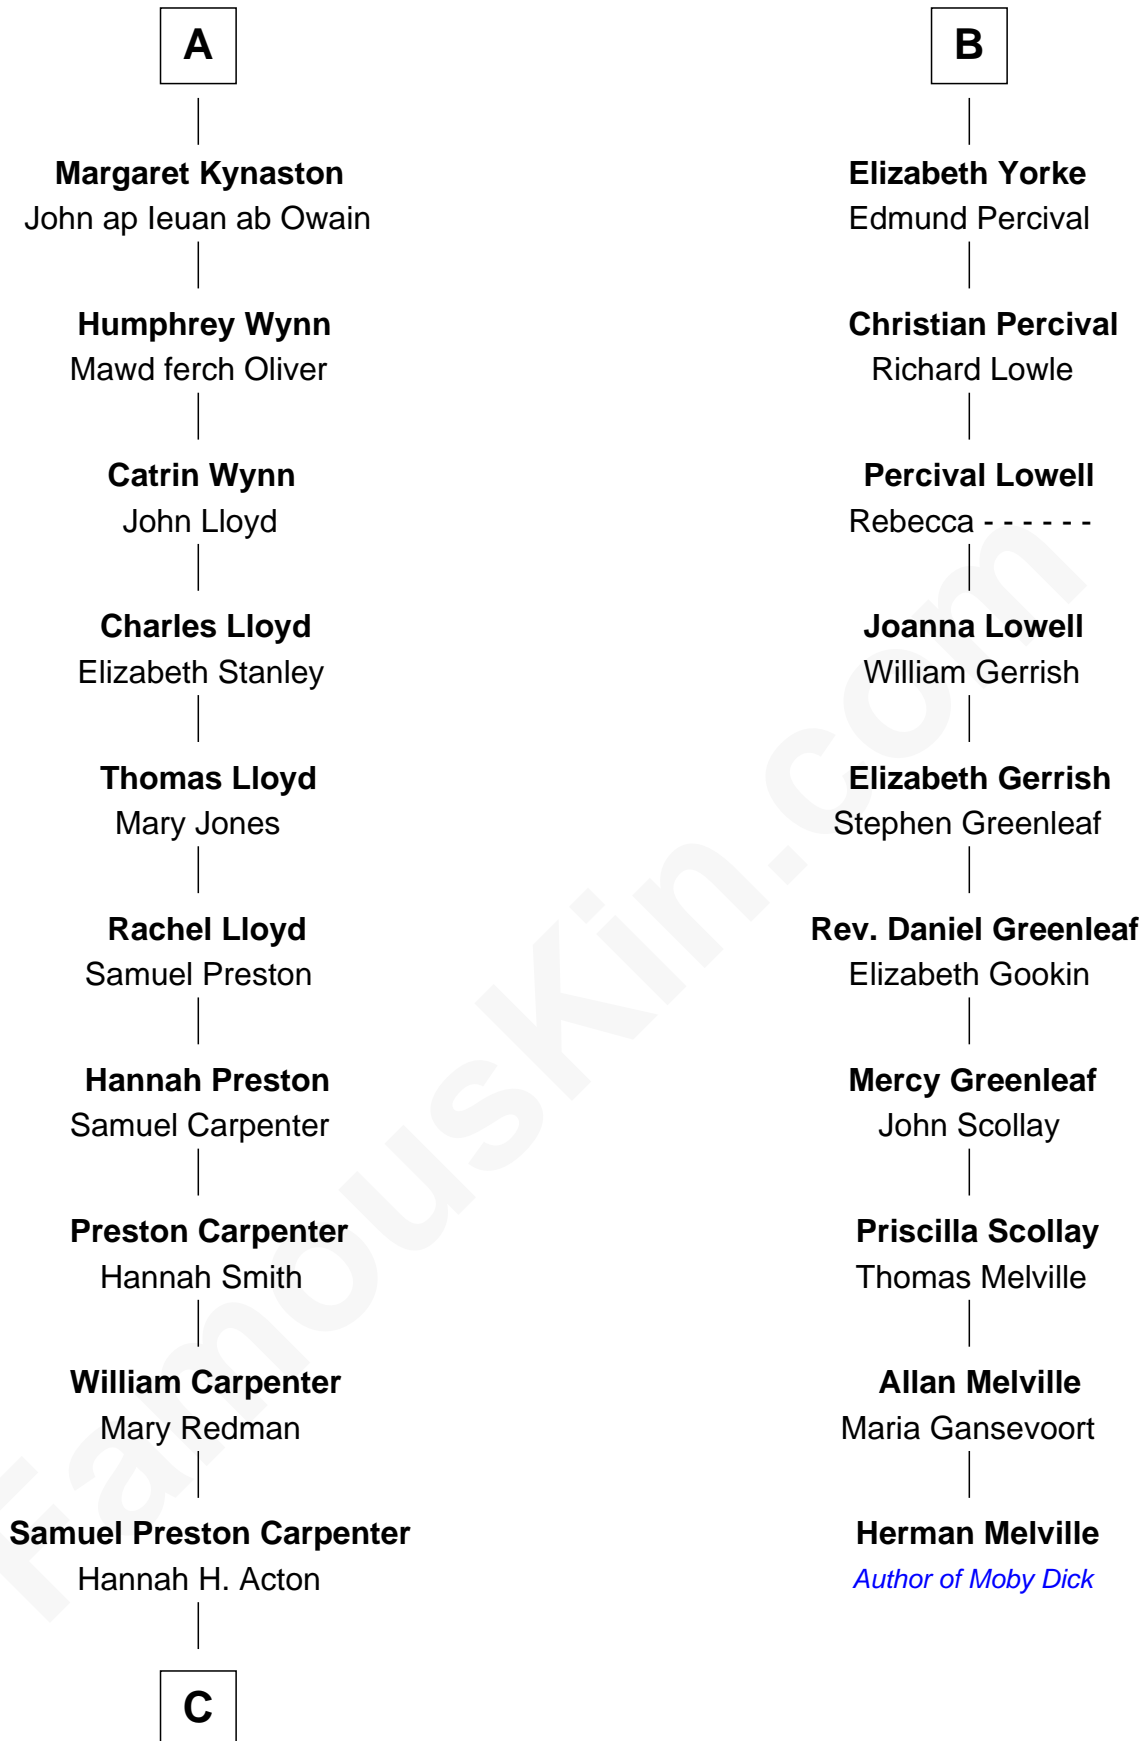 A
Margaret Kynaston
John ap Ieuan ab Owain
Humphrey Wynn
Mawd ferch Oliver
Catrin Wynn
John Lloyd
Charles Lloyd
Elizabeth Stanley
Thomas Lloyd
Mary Jones
Rachel Lloyd
Samuel Preston
Hannah Preston
Samuel Carpenter
Preston Carpenter
Hannah Smith
William Carpenter
Mary Redman
Samuel Preston Carpenter
Hannah H. Acton
C
B
Elizabeth Yorke
Edmund Percival
Christian Percival
Richard Lowle
Percival Lowell
Rebecca - - - - - -
Joanna Lowell
William Gerrish
Elizabeth Gerrish
Stephen Greenleaf
Rev. Daniel Greenleaf
Elizabeth Gookin
Mercy Greenleaf
John Scollay
Priscilla Scollay
Thomas Melville
Allan Melville
Maria Gansevoort
Herman Melville
Author of Moby Dick
FamousKin.com